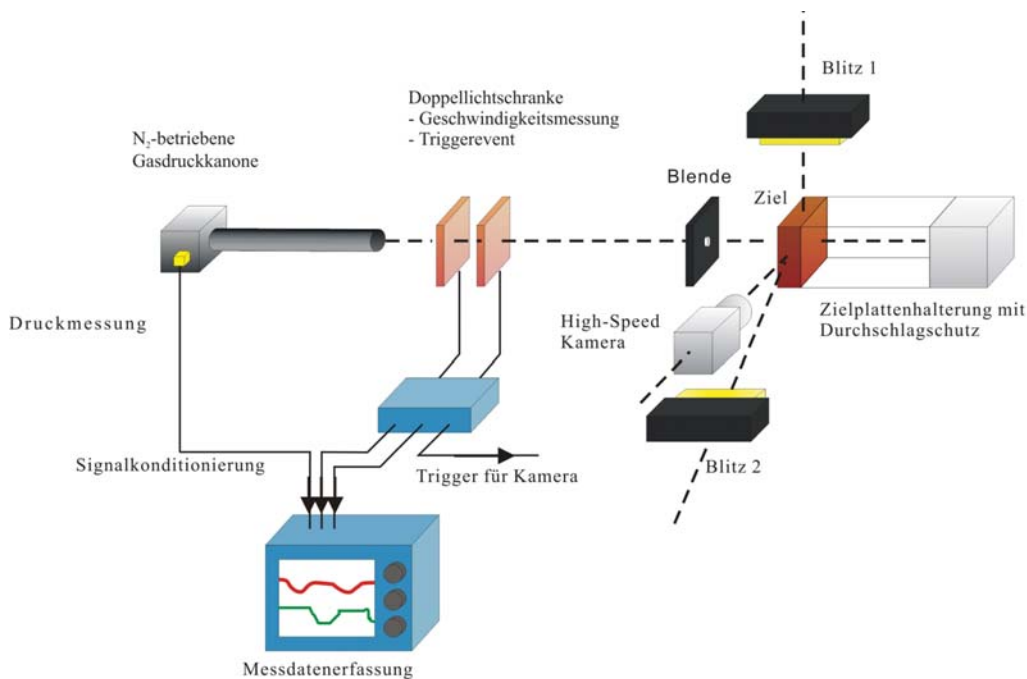 Blitz 1
Doppellichtschranke
- Geschwindigkeitsmessung
- Triggerevent
N₂-betriebene
Gasdruckkanone
Blende
Ziel
Druckmessung
High-Speed
Kamera
Zielplattenhalterung mit
Durchschlagschutz
Signalkonditionierung
Trigger für Kamera
Blitz 2
Messdatenerfassung